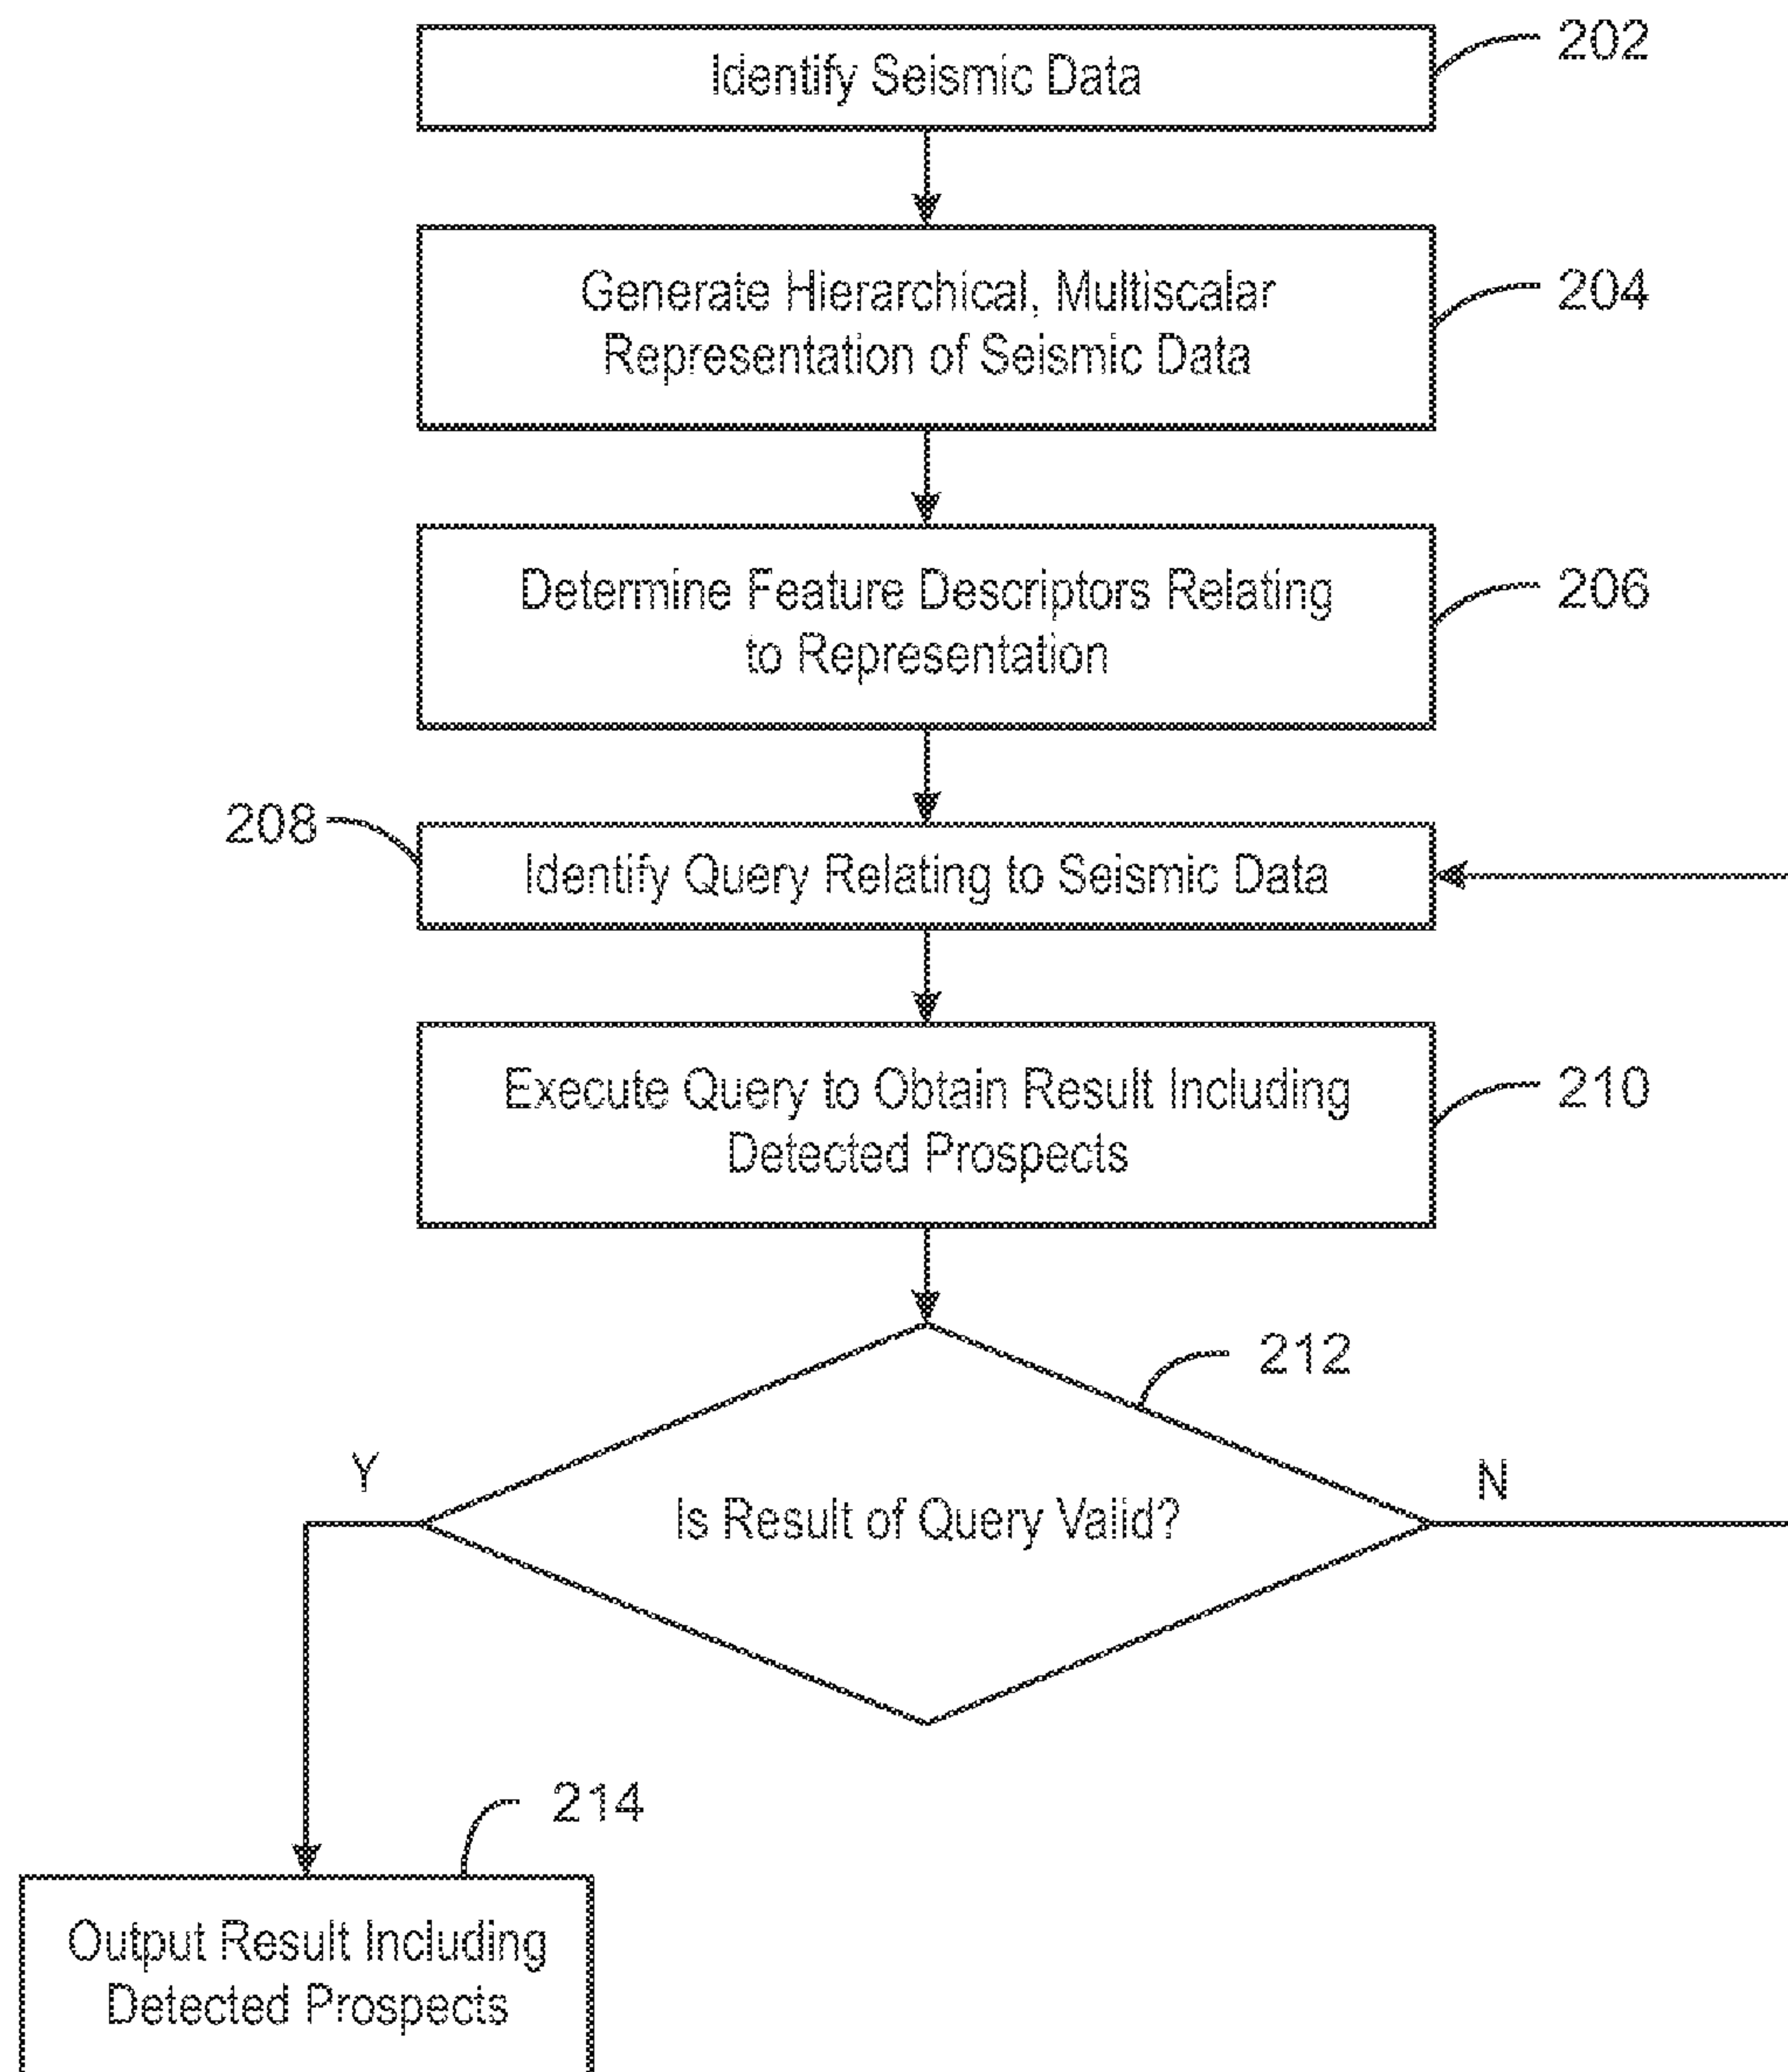 Identify Seismic Data
202
Generate Hierarchical, Multiscalar
Representation of Seismic Data
204
Determine Feature Descriptors Relating
to Representation
206
208
Identify Query Relating to Seismic Data
Execute Query to Obtain Result Including
Detected Prospects
210
212
Y
Is Result of Query Valid?
N
214
Output Result Including
Detected Prospects